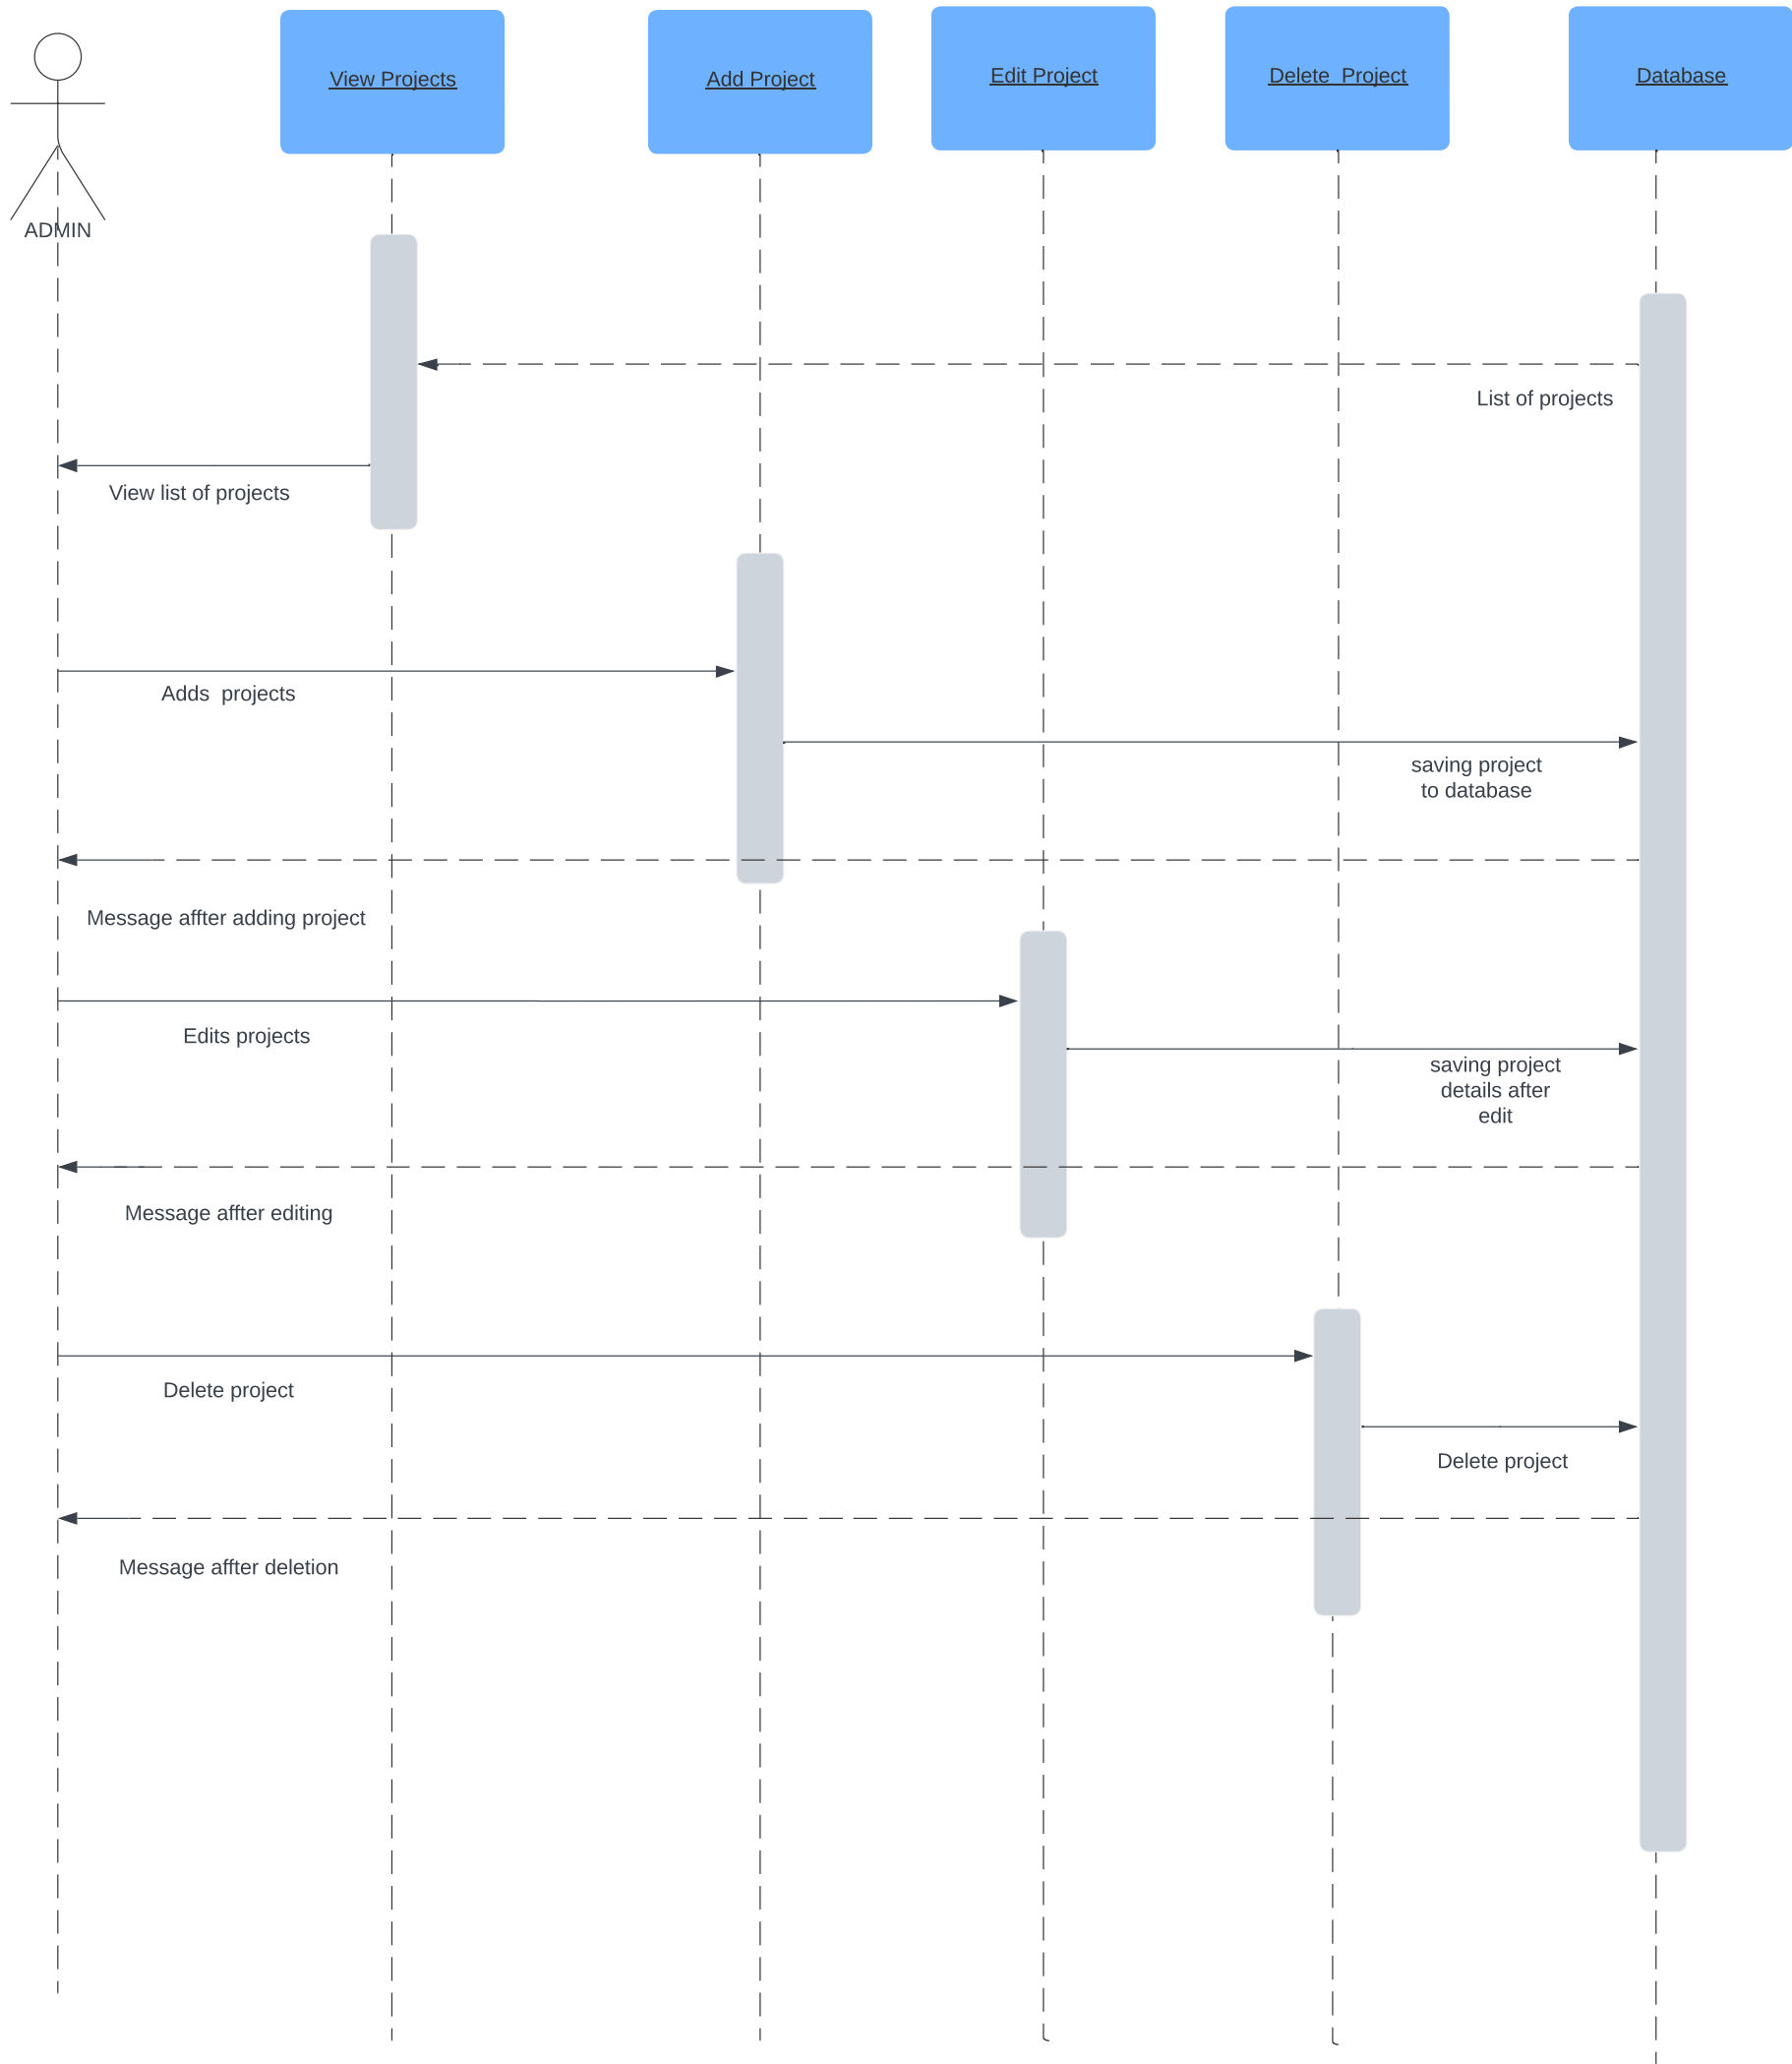 View Projects
Add Project
Edit Project
Delete  Project
Database
ADMIN
List of projects
View list of projects
Adds  projects
saving project
to database
Message affter adding project
Edits projects
saving project
details after
edit
Message affter editing
Delete project
Delete project
Message affter deletion